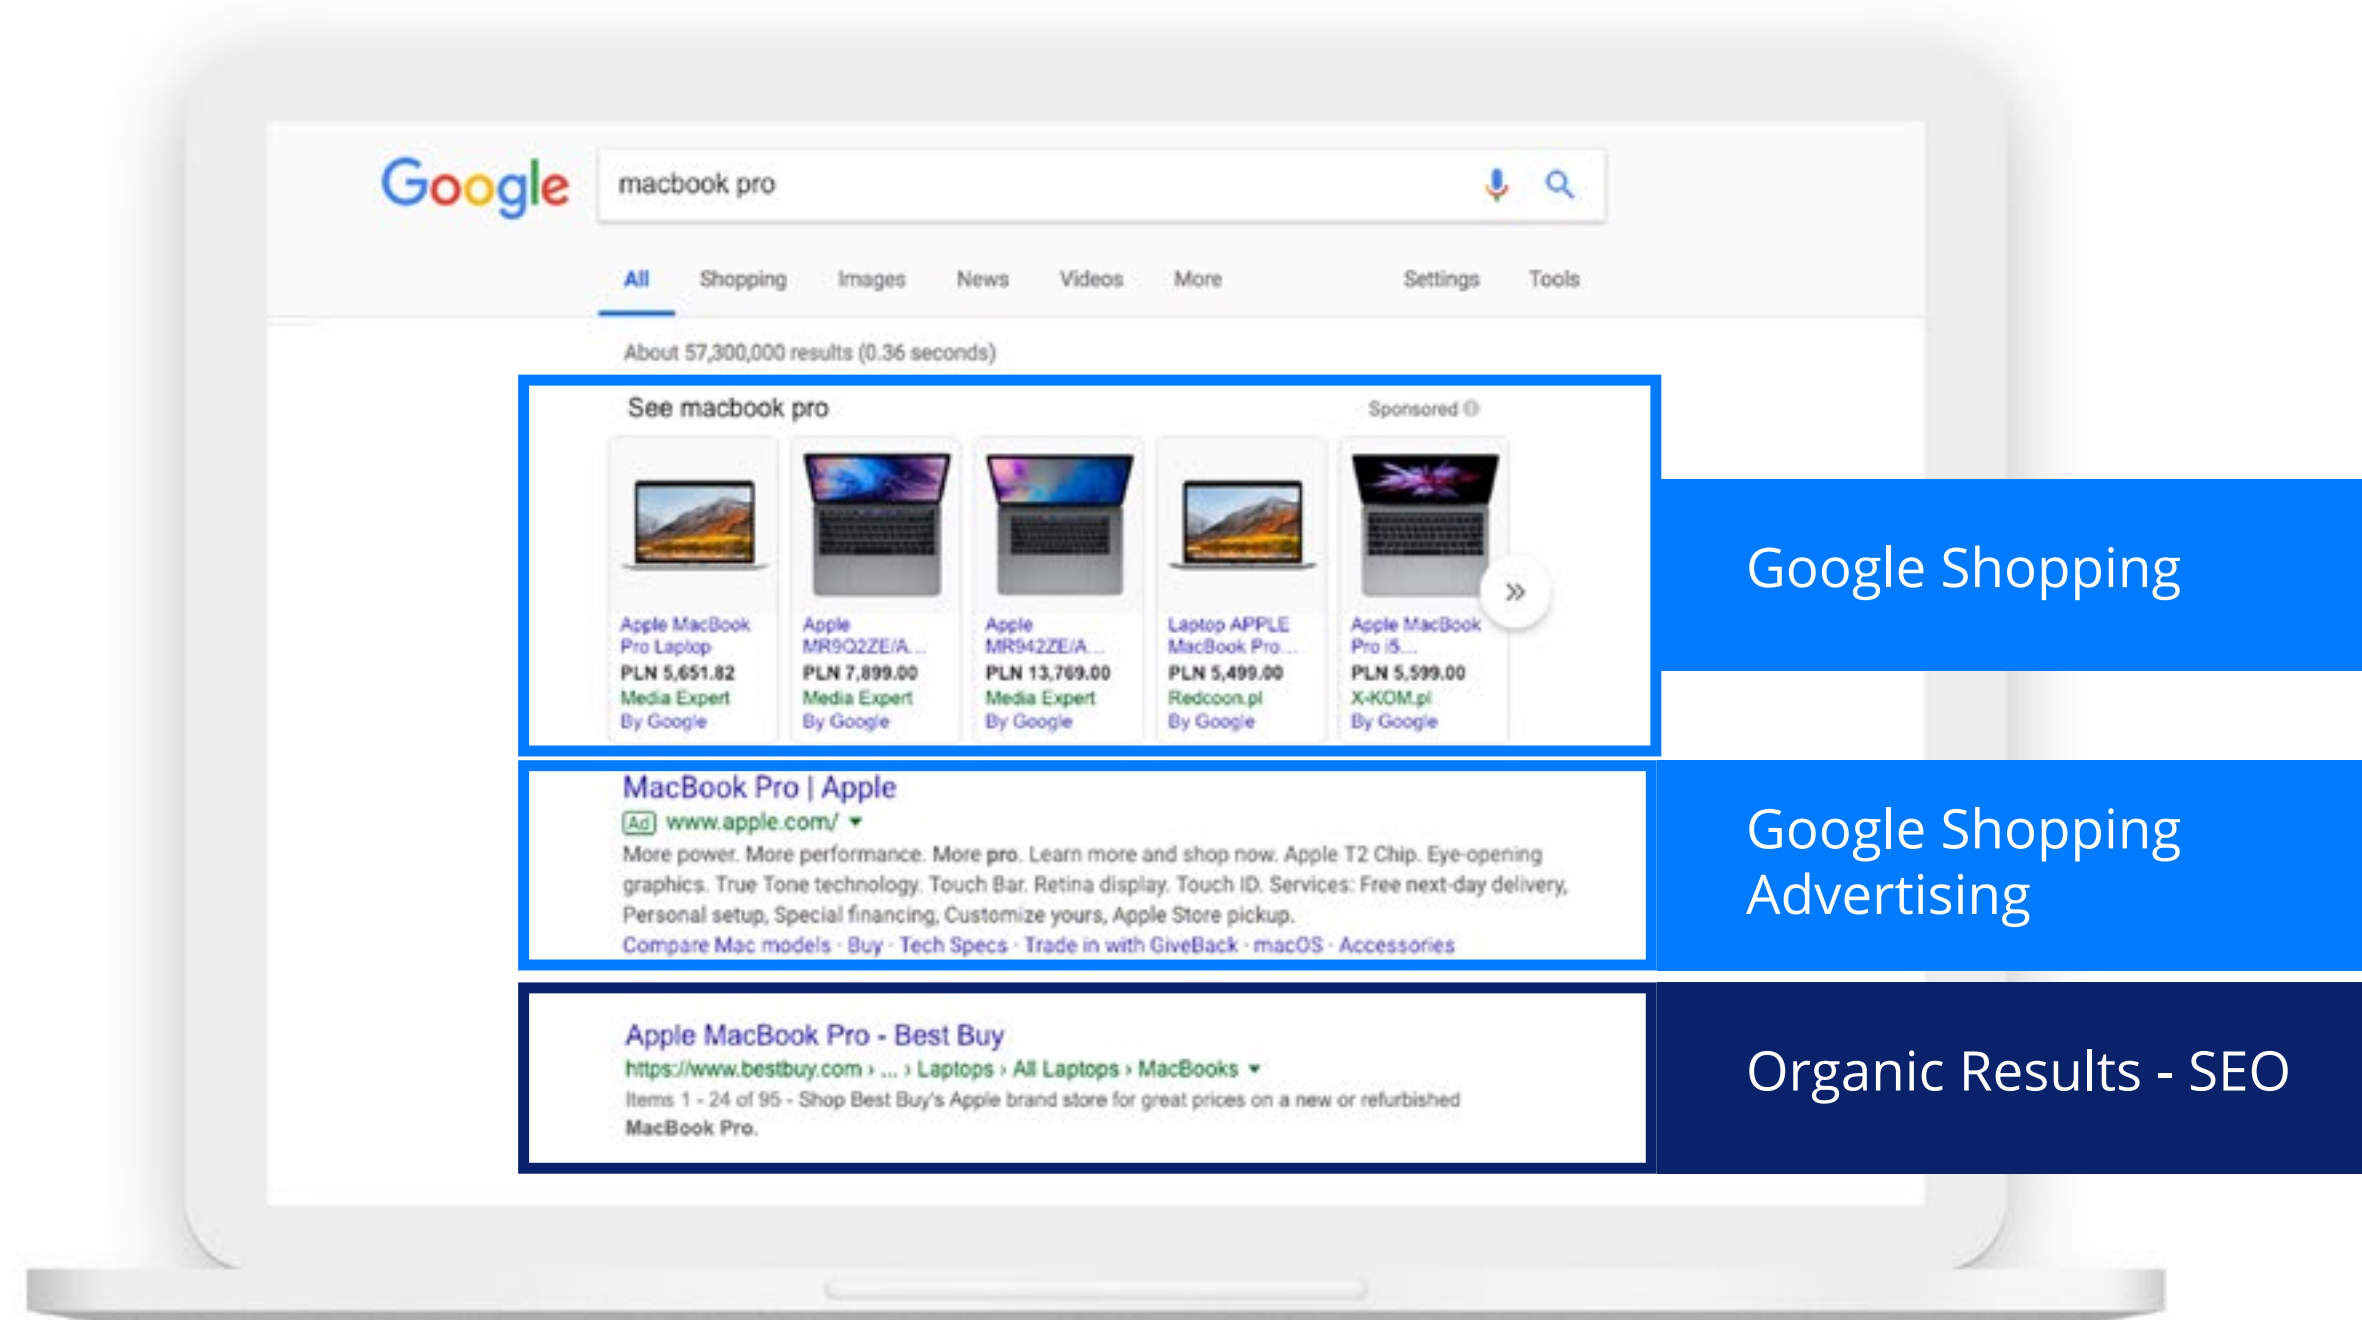 Google
macbook pro
All Shopping Images News Videos More Settings Tools
About 57,300,000 results (0.36 seconds)
See macbook pro
Sponsored
Apple MacBook
Pro Laptop
PLN 5,651.82
Media Expert
By Google
Apple
MR9Q2ZE/A...
PLN 7,899.00
Media Expert
By Google
Apple
MR942ZE/A...
PLN 13,769.00
Media Expert
By Google
Laptop APPLE
MacBook Pro...
PLN 5,499.00
Redcoon.pl
By Google
Apple MacBook
Pro i5...
PLN 5,599.00
X-KOM.pl
By Google
»
Google Shopping
MacBook Pro | Apple
Ad www.apple.com/
More power. More performance. More pro. Learn more and shop now. Apple T2 Chip. Eye-opening
graphics. True Tone technology. Touch Bar. Retina display. Touch ID. Services: Free next-day delivery,
Personal setup, Special financing, Customize yours, Apple Store pickup.
Compare Mac models · Buy · Tech Specs · Trade in with GiveBack · macOS · Accessories
Google Shopping
Advertising
Apple MacBook Pro - Best Buy
https://www.bestbuy.com › ... › Laptops › All Laptops › MacBooks
Items 1 - 24 of 95 - Shop Best Buy's Apple brand store for great prices on a new or refurbished
MacBook Pro.
Organic Results - SEO